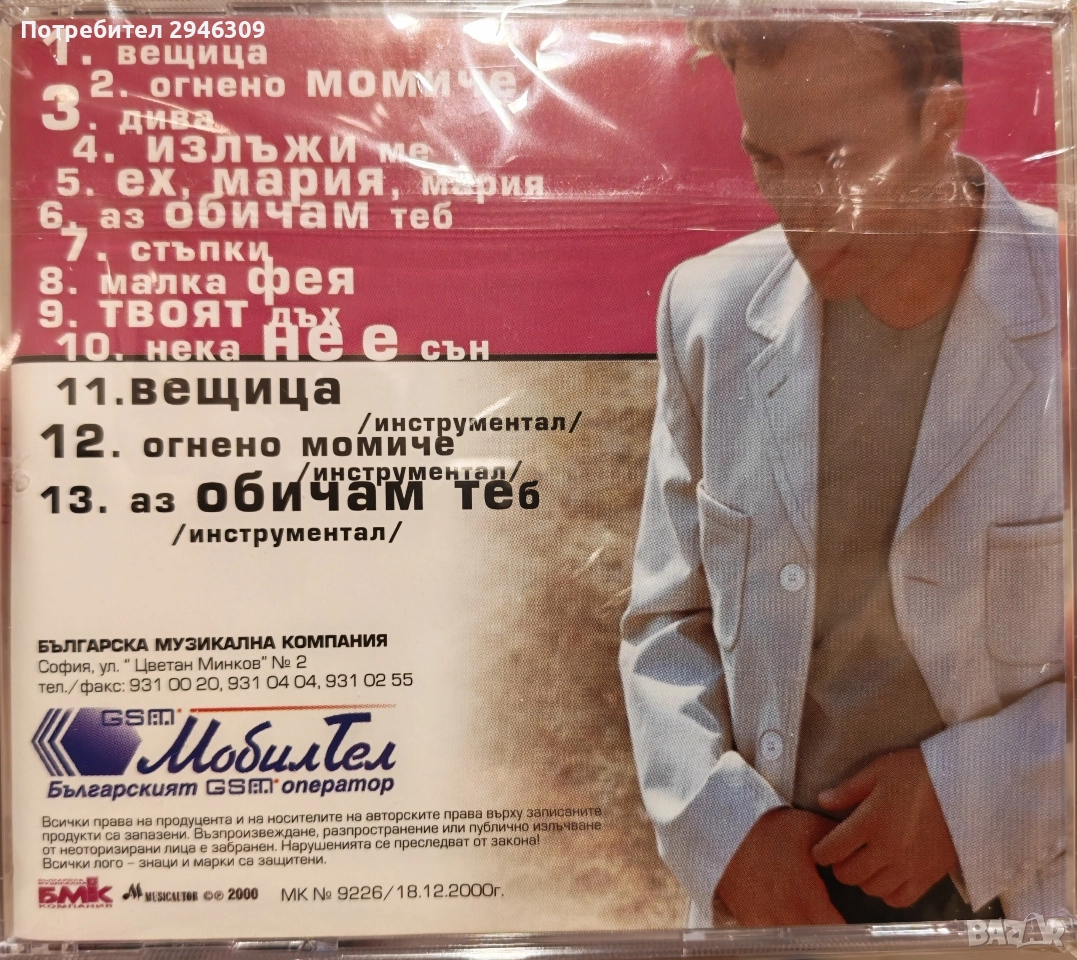 Потребител 2946309
1. вещица
2. огнено момиче
3. дива
4. излъжи ме
5. ех, мария, мария
6. аз обичам теб
7. стъпки
8. малка фея
9. твоят дъх
10. нека не е сън
11. вещица
/инструментал/
12. огнено момиче
/инструментал/
13. аз обичам теб
/инструментал/
БЪЛГАРСКА МУЗИКАЛНА КОМПАНИЯ
София, ул. " Цветан Минков" № 2
тел./факс: 931 00 20, 931 04 04, 931 02 55
GSM
МобилТел
Българският GSM оператор
Всички права на продуцента и на носителите на авторските права върху записаните
продукти са запазени. Възпроизвеждане, разпространение или публично излъчване
от неоторизирани лица е забранен. Нарушенията се преследват от закона!
Всички лого – знаци и марки са защитени.
БЪЛГАРСКА
МУЗИКАЛНА
БМК
КОМПАНИЯ
MUSICAUTOR ©℗ 2000 МК № 9226/18.12.2000г.
BAZAR